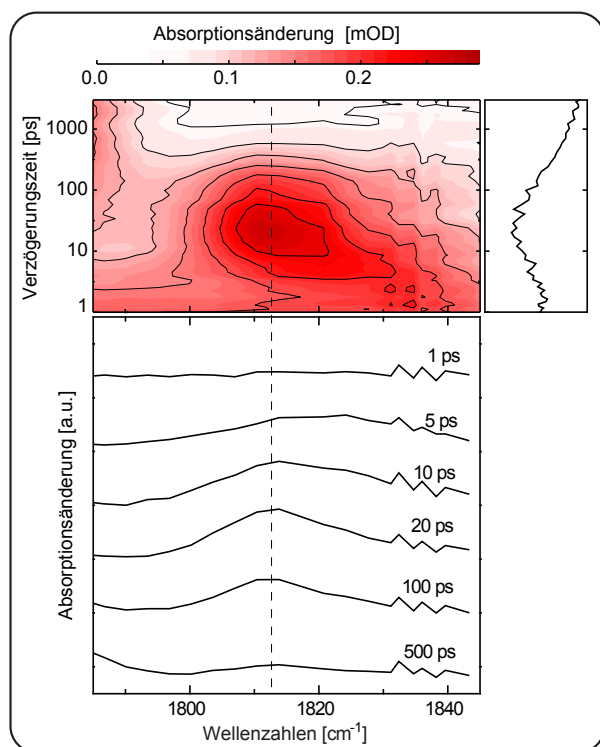 Absorptionsänderung [mOD]
0.0 0.1 0.2
Verzögerungszeit [ps]
1000
100
10
1
Absorptionsänderung [a.u.]
1 ps
5 ps
10 ps
20 ps
100 ps
500 ps
1800 1820 1840
Wellenzahlen [cm⁻¹]